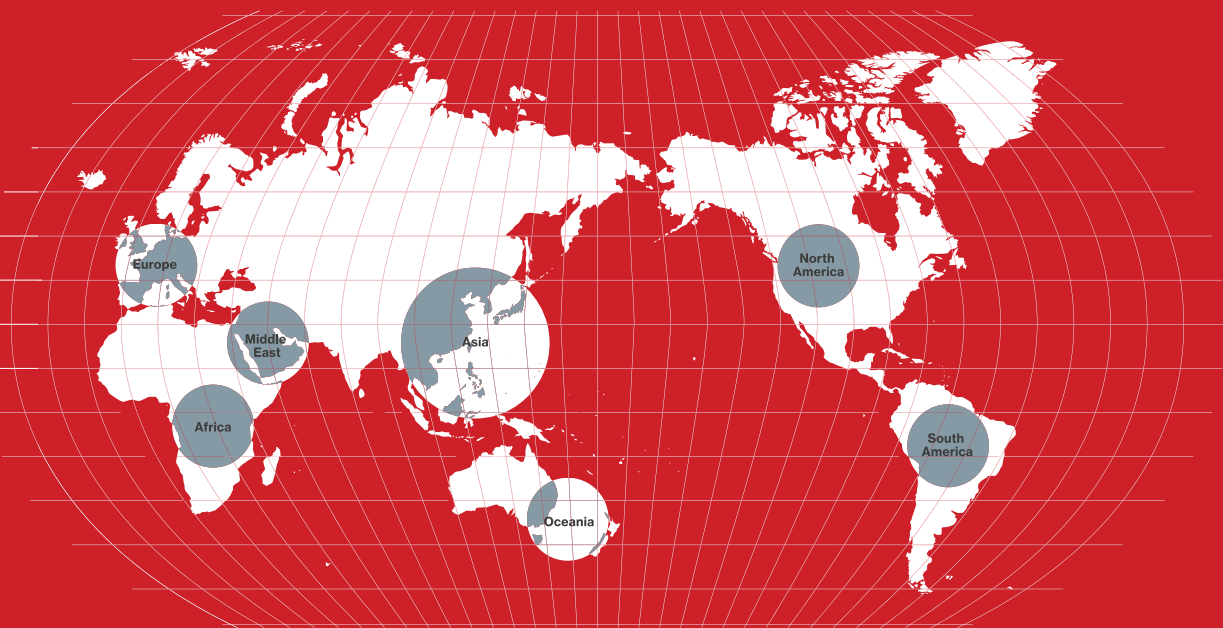 Europe
North
America
Middle
East
Asia
Africa
South
America
Oceania